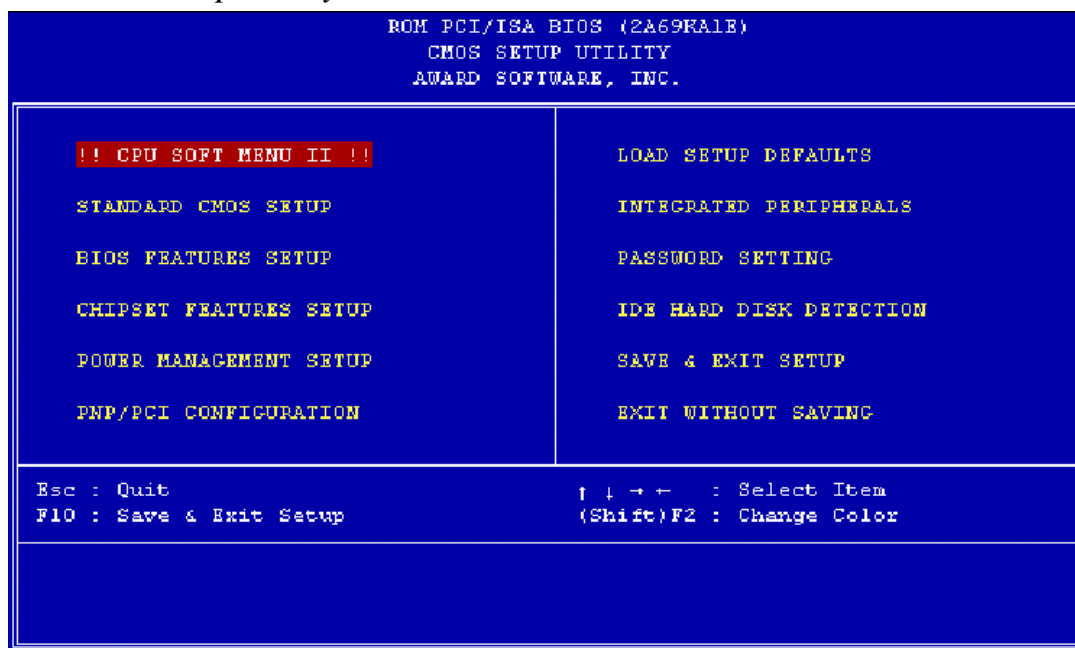 ROM PCI/ISA BIOS (2A69KA1E)
CMOS SETUP UTILITY
AWARD SOFTWARE, INC.
!! CPU SOFT MENU II !!
STANDARD CMOS SETUP
BIOS FEATURES SETUP
CHIPSET FEATURES SETUP
POWER MANAGEMENT SETUP
PNP/PCI CONFIGURATION
LOAD SETUP DEFAULTS
INTEGRATED PERIPHERALS
PASSWORD SETTING
IDE HARD DISK DETECTION
SAVE & EXIT SETUP
EXIT WITHOUT SAVING
Esc : Quit
F10 : Save & Exit Setup
↑ ↓ → ← : Select Item
(Shift)F2 : Change Color